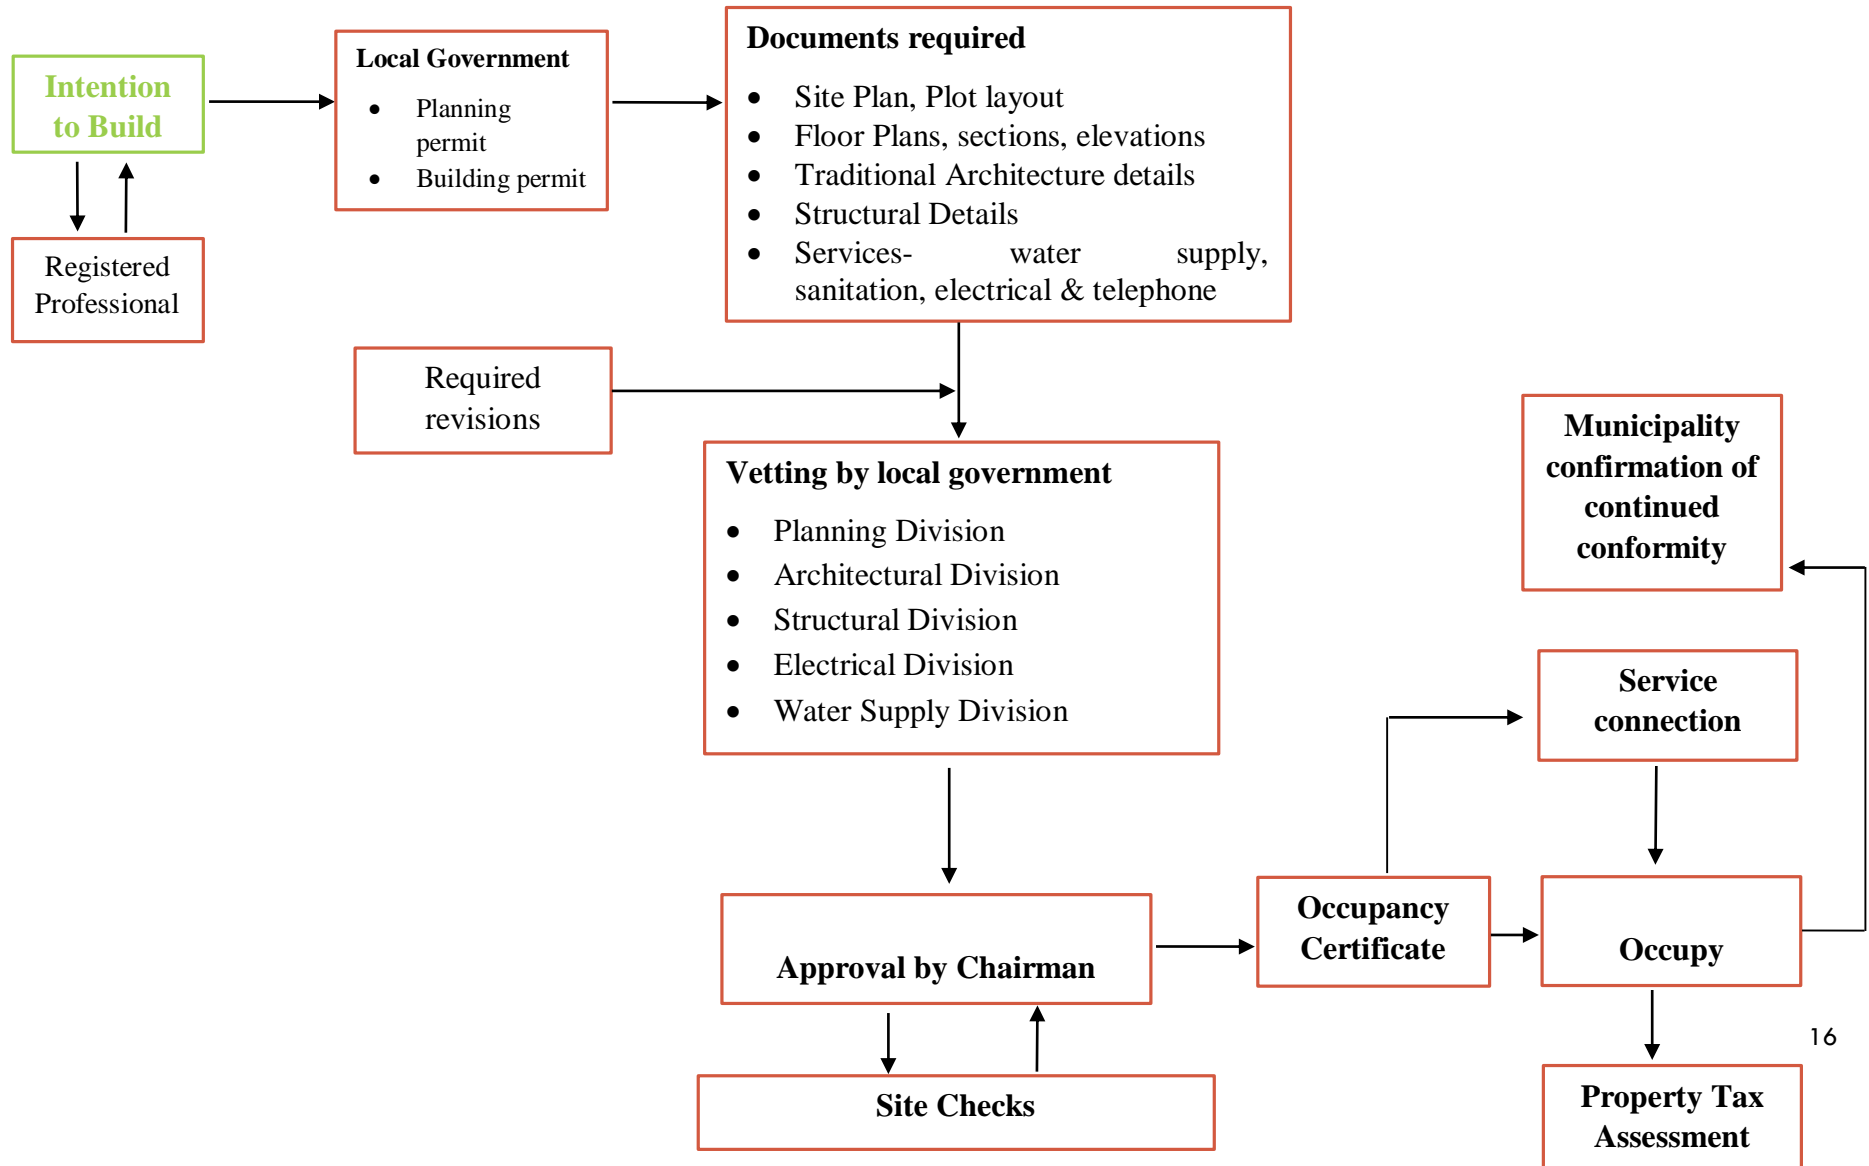 Intention
to Build
Registered
Professional
Local Government
• Planning
permit
• Building permit
Documents required
• Site Plan, Plot layout
• Floor Plans, sections, elevations
• Traditional Architecture details
• Structural Details
• Services- water supply,
sanitation, electrical & telephone
Required
revisions
Vetting by local government
• Planning Division
• Architectural Division
• Structural Division
• Electrical Division
• Water Supply Division
Approval by Chairman
Site Checks
Occupancy
Certificate
Municipality
confirmation of
continued
conformity
Service
connection
Occupy
Property Tax
Assessment
16